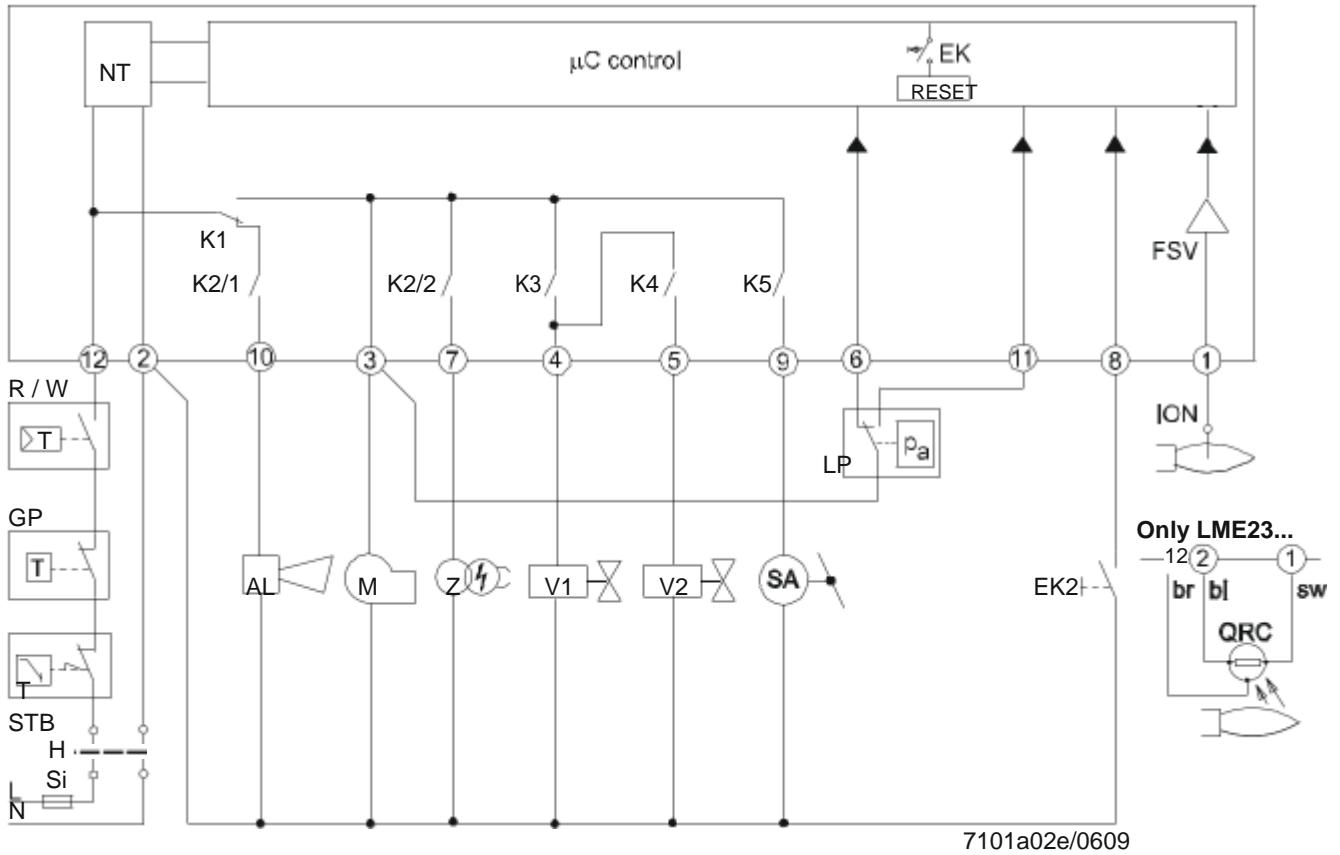 NT
µC control
EK
RESET
K1
FSV
K2/1
K2/2
K3
K4
K5
12
2
10
3
7
4
5
9
6
11
8
1
R / W
T
ION
LP
pa
GP
T
Only LME23...
12
2
1
AL
M
Z
V1
V2
SA
EK2
br
bl
sw
QRC
T
STB
H
Si
L
N
7101a02e/0609